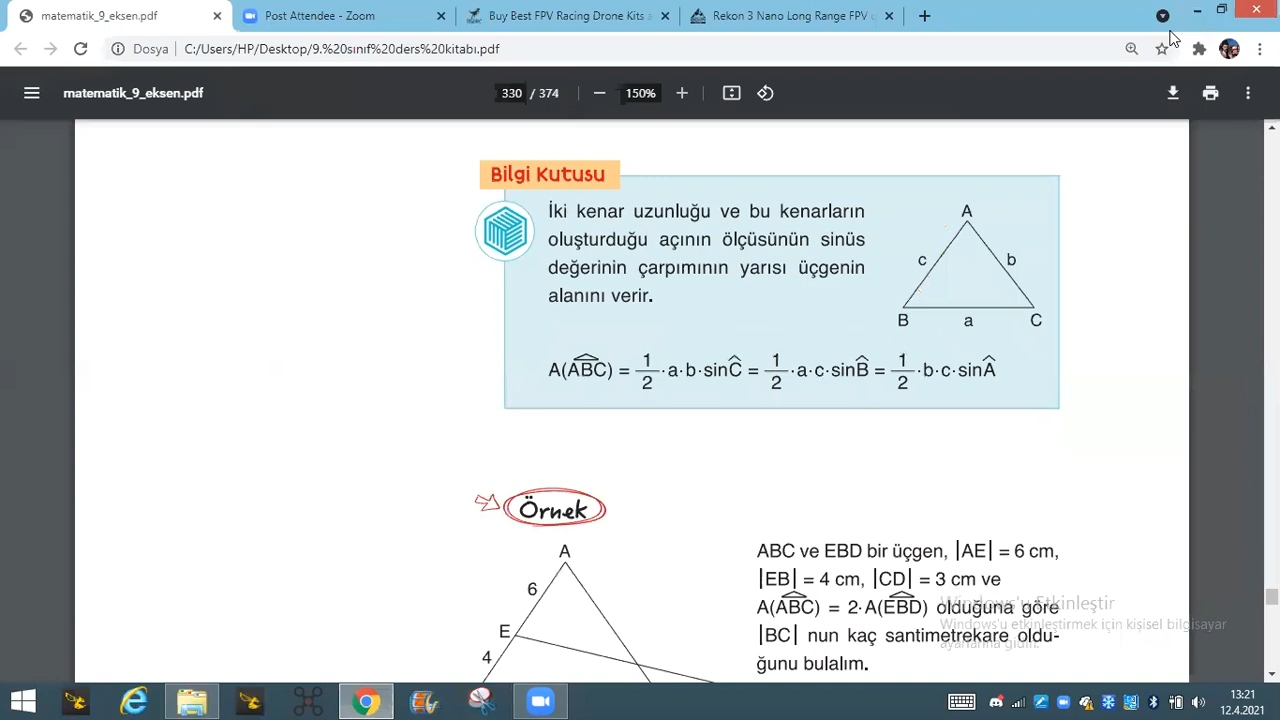 matematik_9_eksen.pdf
Post Attendee - Zoom
Buy Best FPV Racing Drone Kits a
Rekon 3 Nano Long Range FPV q
Dosya
C:/Users/HP/Desktop/9.%20sınıf%20ders%20kitabı.pdf
matematik_9_eksen.pdf
330 / 374
150%
Bilgi Kutusu
İki kenar uzunluğu ve bu kenarların
oluşturduğu açının ölçüsünün sinüs
değerinin çarpımının yarısı üçgenin
alanını verir.
A
c
b
B
a
C
A(ABC) = 1/2·a·b·sinĈ = 1/2·a·c·sinB̂ = 1/2·b·c·sinÂ
Örnek
A
6
E
4
ABC ve EBD bir üçgen, |AE| = 6 cm,
|EB| = 4 cm, |CD| = 3 cm ve
A(ABC) = 2·A(EBD) olduğuna göre
|BC| nun kaç santimetrekare oldu-
ğunu bulalım.
Windows'u Etkinleştir
Windows'u etkinleştirmek için kişisel bilgisayar
ayarlarına gidin.
13:21
12.4.2021